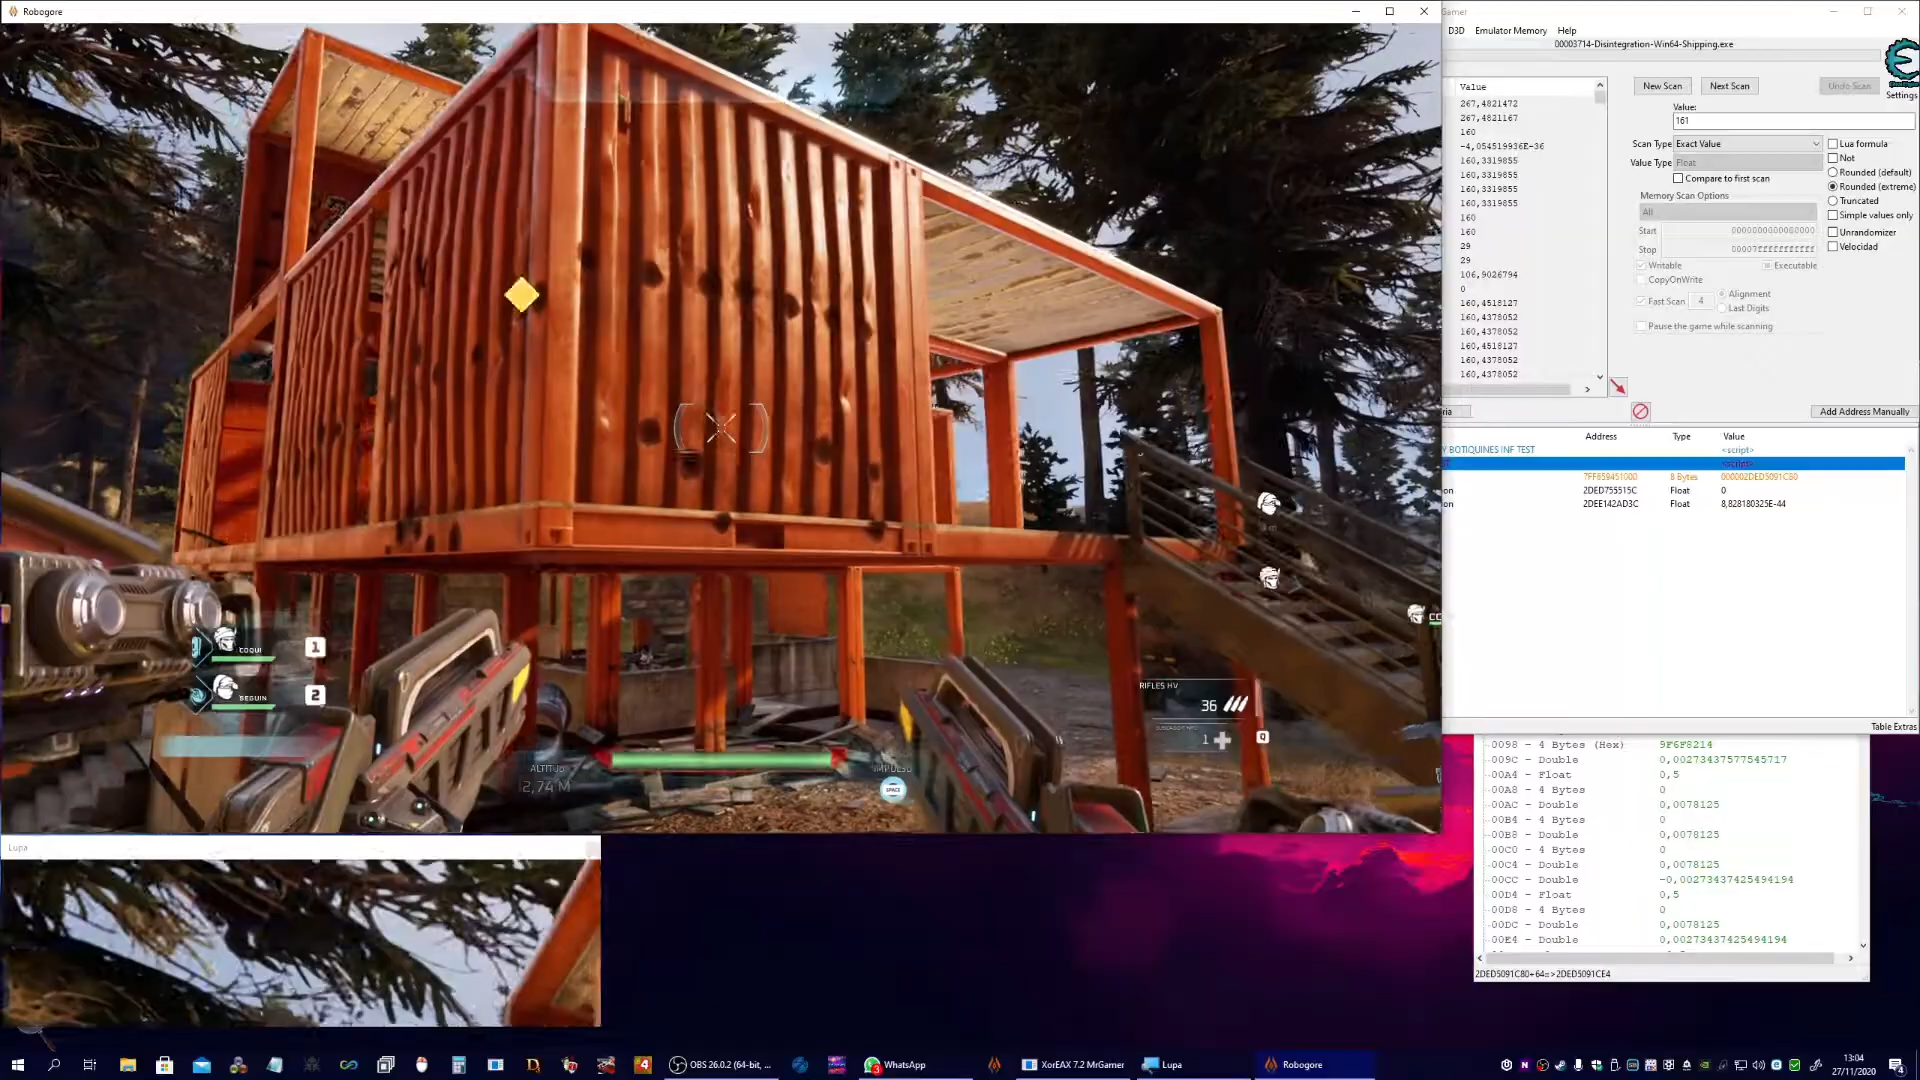 Robogore
Gamer
D3D Emulator Memory Help
00003714-Disintegration-Win64-Shipping.exe
Value
267,4821472
267,4821167
160
-4,054519936E-36
160,3319855
160,3319855
160,3319855
160,3319855
160
160
29
29
106,9026794
0
160,4518127
160,4378052
160,4378052
160,4518127
160,4378052
160,4378052
New Scan Next Scan Undo Scan
Settings
Value:
161
Scan Type Exact Value
Value Type Float
Compare to first scan
Lua formula
Not
Rounded (default)
Rounded (extreme)
Truncated
Simple values only
Unrandomizer
Velocidad
Memory Scan Options
All
Start 0000000000000000
Stop 00007fffffffffff
Writable Executable
CopyOnWrite
Fast Scan 4 Alignment
Last Digits
Pause the game while scanning
Add Address Manually
Address Type Value
Y BOTIQUINES INF TEST <script>
<script>
7FF659451000 8 Bytes 000002DED5091C80
on 2DED755515C Float 0
on 2DEE142AD3C Float 8,828180325E-44
Table Extras
0098 - 4 Bytes (Hex) 9F6F8214
009C - Double 0,00273437577545717
00A4 - Float 0,5
00A8 - 4 Bytes 0
00AC - Double 0,0078125
00B4 - 4 Bytes 0
00B8 - Double 0,0078125
00C0 - 4 Bytes 0
00C4 - Double 0,0078125
00CC - Double -0,00273437425494194
00D4 - Float 0,5
00D8 - 4 Bytes 0
00DC - Double 0,0078125
00E4 - Double 0,00273437425494194
2DED5091C80+64=>2DED5091CE4
COQUI 1
SEGUIN 2
RIFLES HV
36
1
Q
ALTITUD
2,74 M
IMPULSO
SPACE
Lupa
OBS 26.0.2 (64-bit, ...
WhatsApp
XorEAX 7.2 MrGamer
Lupa
Robogore
13:04
27/11/2020